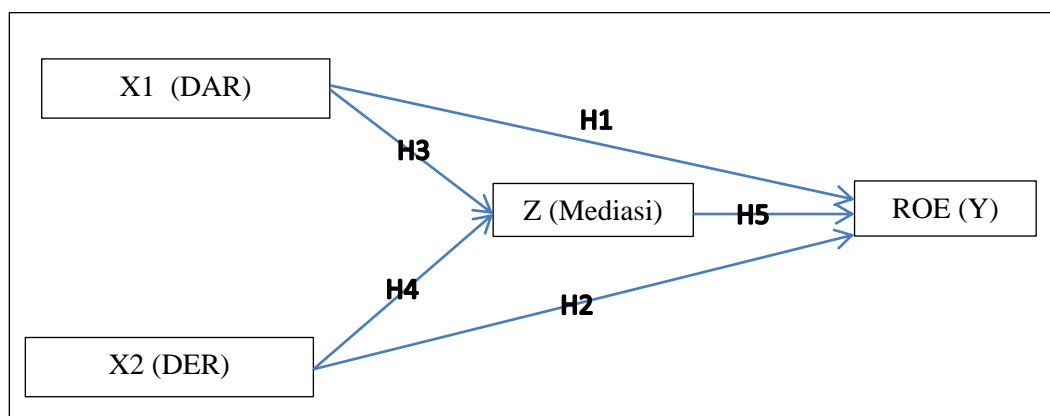 X1 (DAR)
H1
H3
Z (Mediasi)
H5
ROE (Y)
H4
H2
X2 (DER)